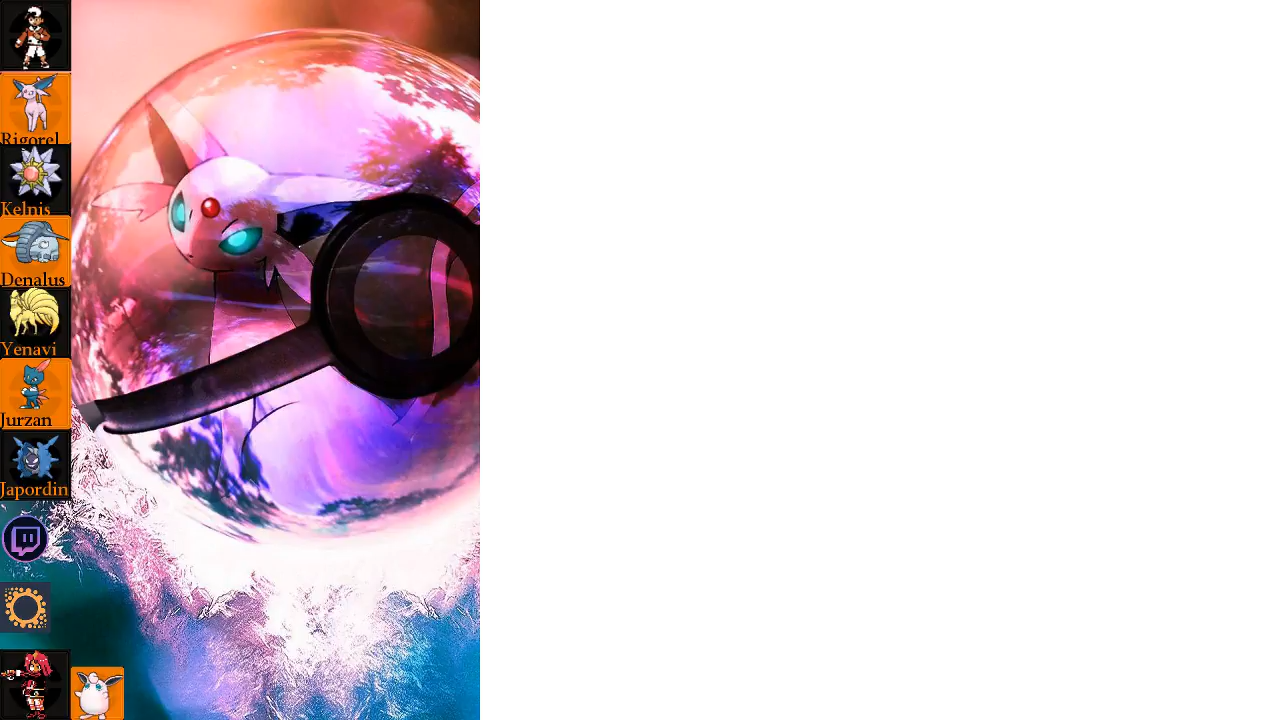 Rigorel
Kelnis
Denalus
Yenavi
Jurzan
Japordin